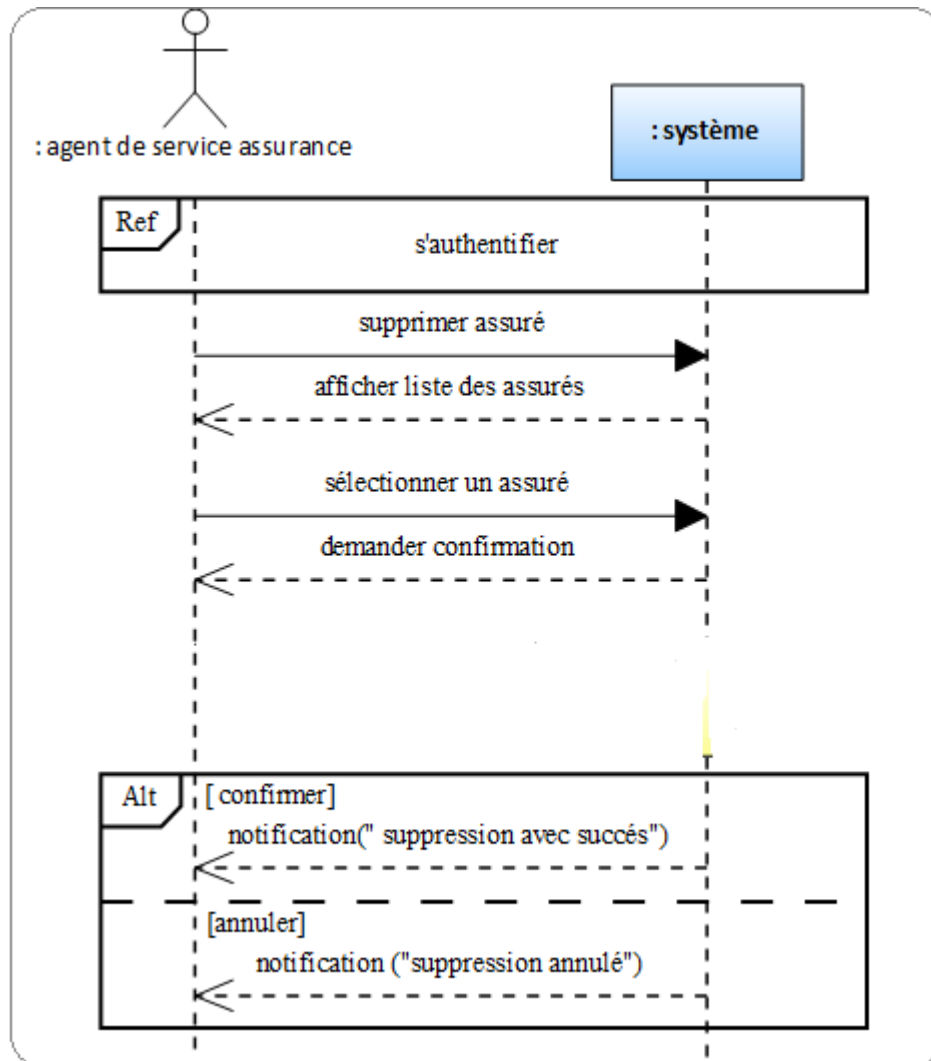 : agent de service assurance
: système
Ref
s'authentifier
supprimer assuré
afficher liste des assurés
sélectionner un assuré
demander confirmation
Alt
[ confirmer]
notification(" suppression avec succés")
[annuler]
notification ("suppression annulé")